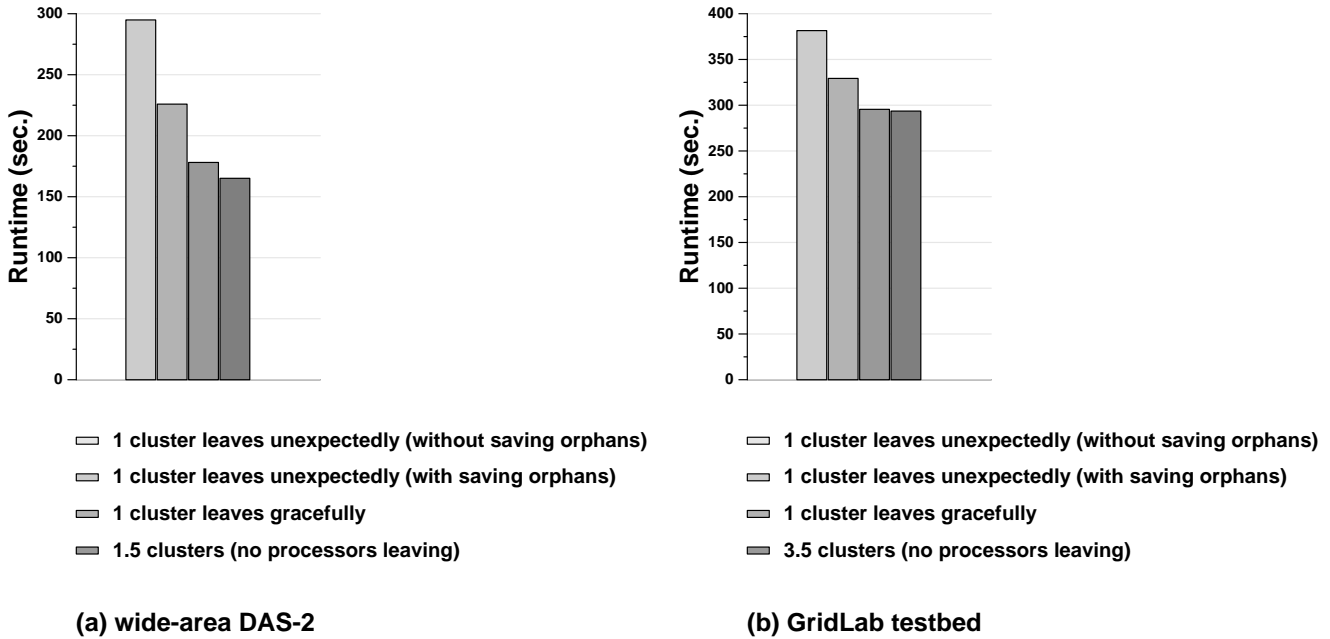 300
250
200
150
100
50
0
Runtime (sec.)
1 cluster leaves unexpectedly (without saving orphans)
1 cluster leaves unexpectedly (with saving orphans)
1 cluster leaves gracefully
1.5 clusters (no processors leaving)
(a) wide-area DAS-2
400
350
300
250
200
150
100
50
0
Runtime (sec.)
1 cluster leaves unexpectedly (without saving orphans)
1 cluster leaves unexpectedly (with saving orphans)
1 cluster leaves gracefully
3.5 clusters (no processors leaving)
(b) GridLab testbed